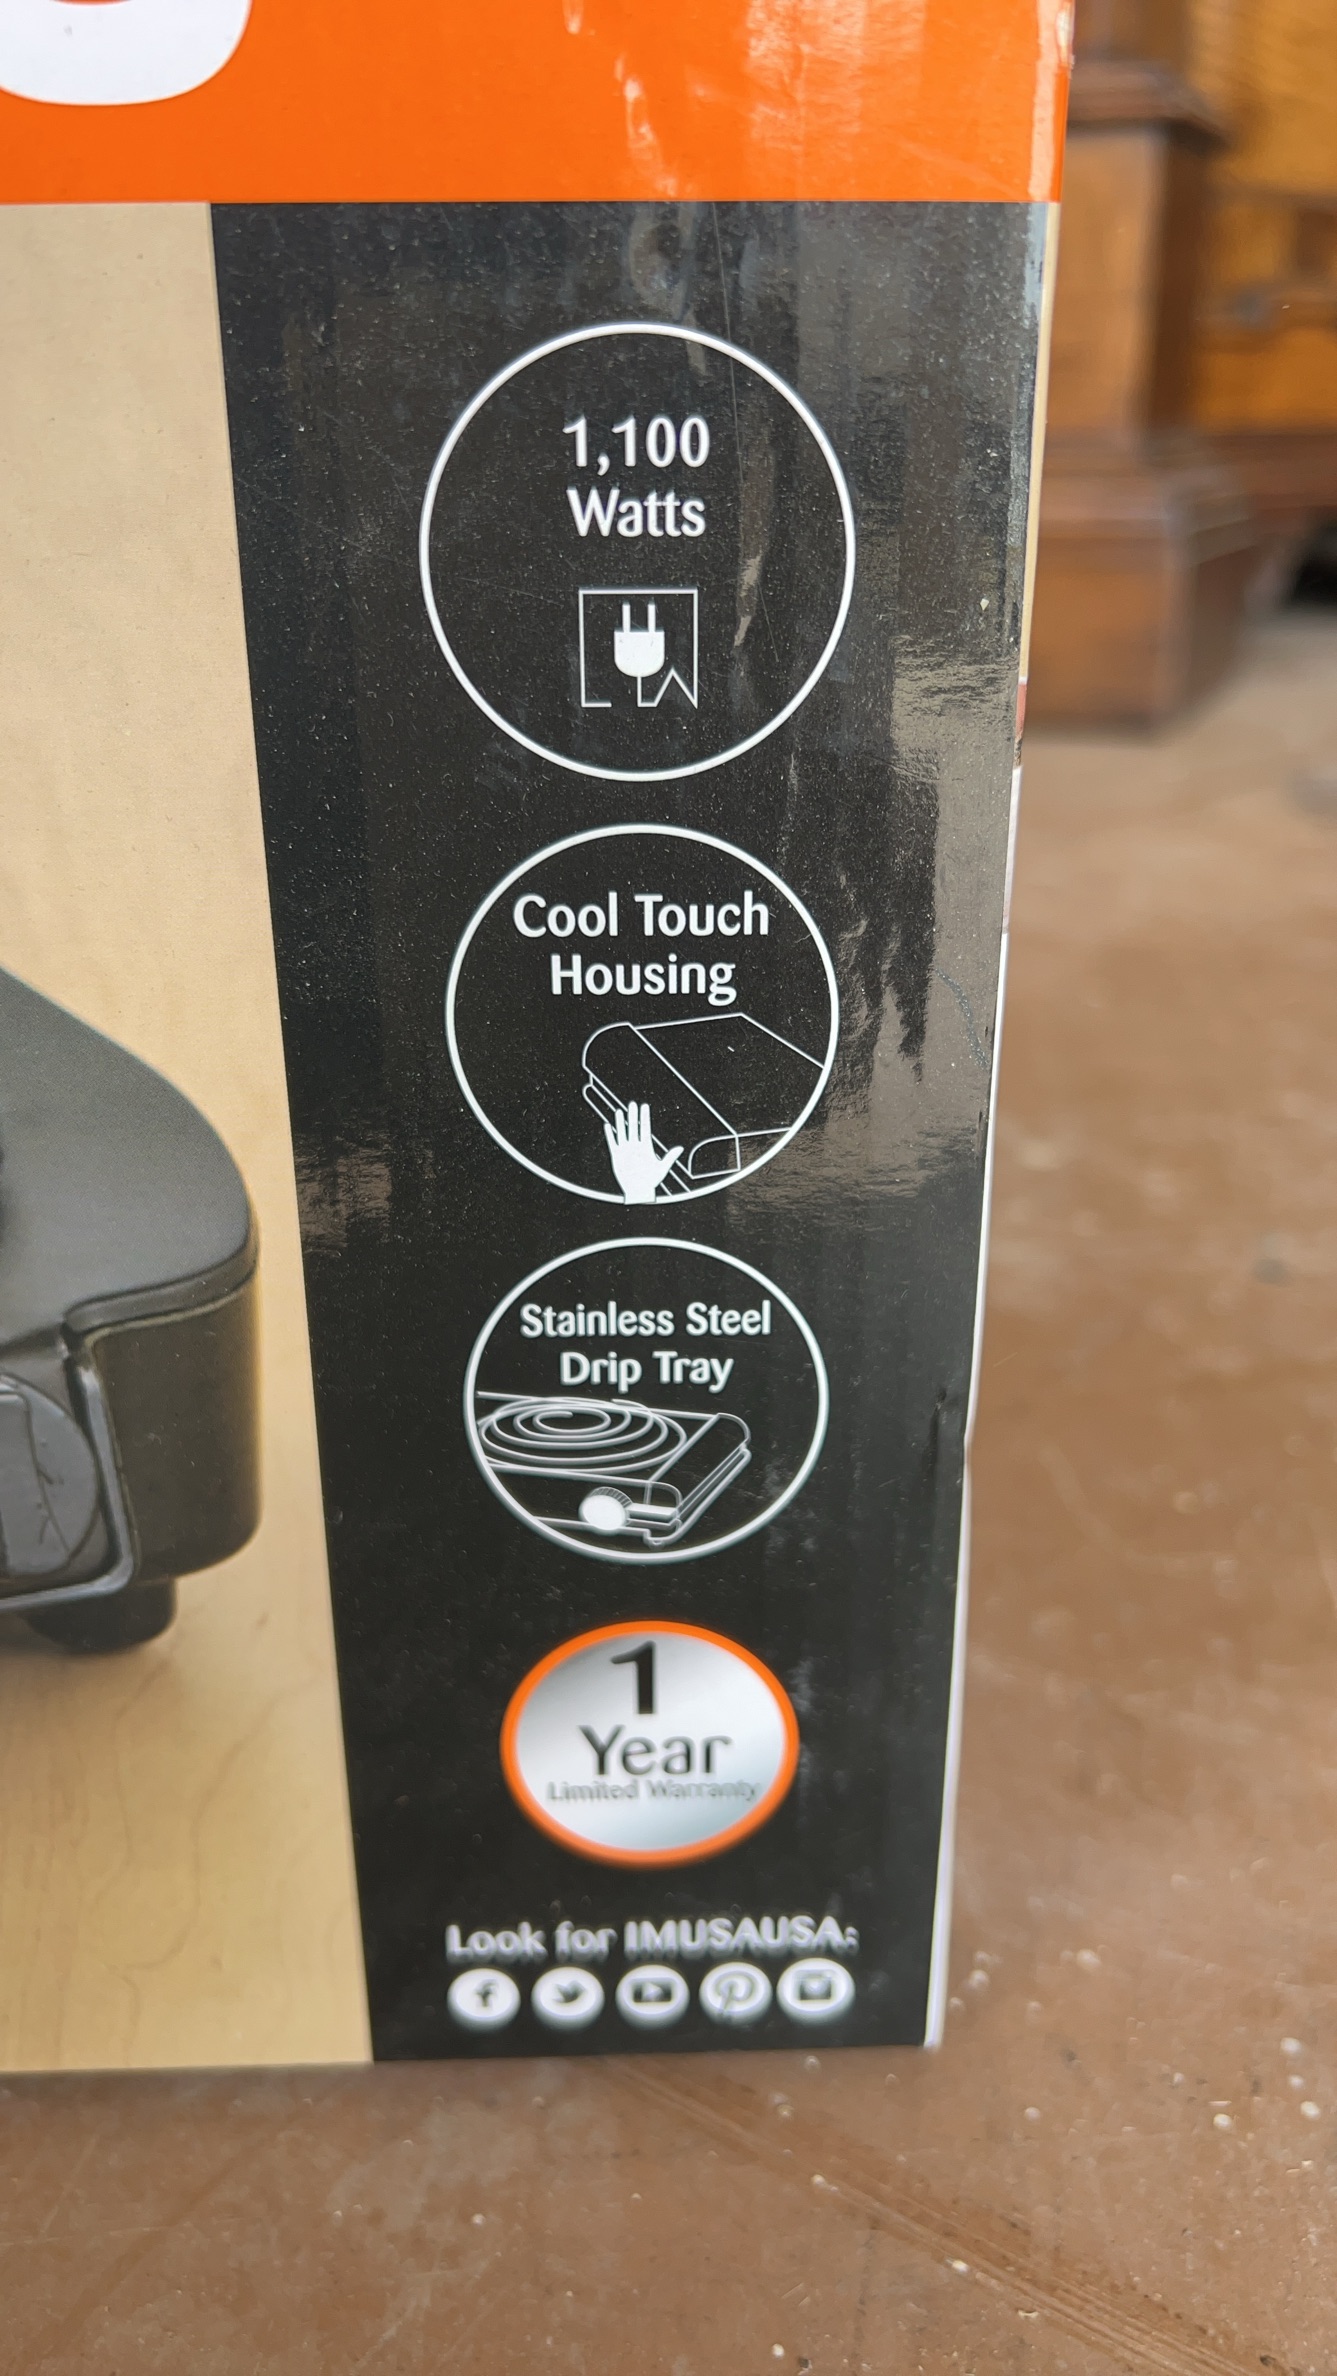 1,100
Watts
Cool Touch
Housing
Stainless Steel
Drip Tray
1
Year
Limited Warranty
Look for IMUSAUSA: